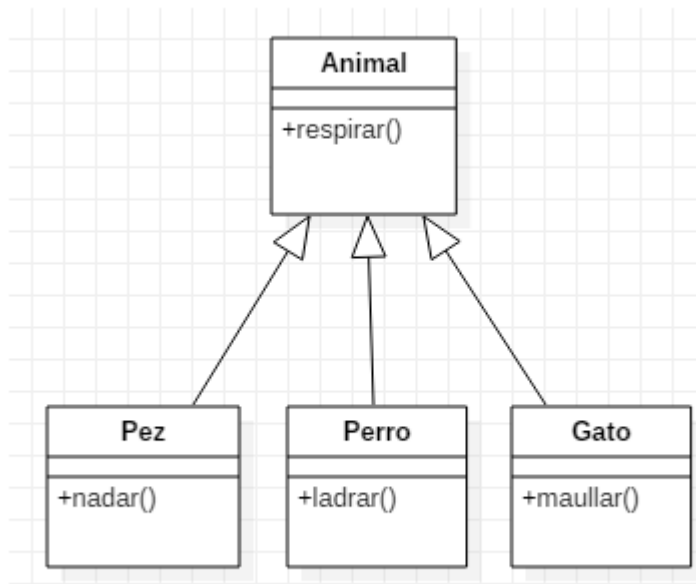 Animal
+respirar()
Pez
+nadar()
Perro
+ladrar()
Gato
+maullar()